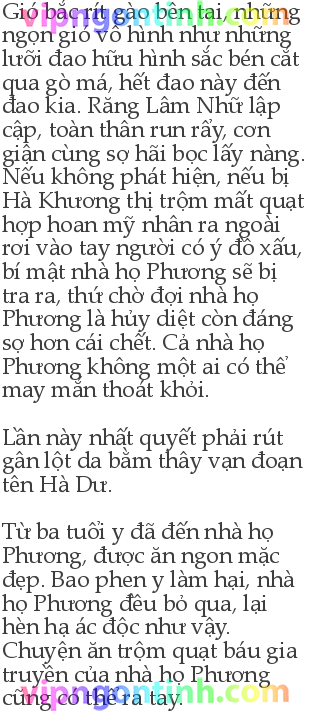 Gió bắc rít gào bên tai, những
ngọn gió vô hình như những
lưỡi đao hữu hình sắc bén cắt
qua gò má, hết đao này đến
đao kia. Răng Lâm Nhữ lập
cập, toàn thân run rẩy, cơn
giận cùng sợ hãi bọc lấy nàng.
Nếu không phát hiện, nếu bị
Hà Khương thị trộm mất quạt
hợp hoan mỹ nhân ra ngoài
rơi vào tay người có ý đồ xấu,
bí mật nhà họ Phương sẽ bị
tra ra, thứ chờ đợi nhà họ
Phương là hủy diệt còn đáng
sợ hơn cái chết. Cả nhà họ
Phương không một ai có thể
may mắn thoát khỏi.

Lần này nhất quyết phải rút
gân lột da bằm thây vạn đoạn
tên Hà Dư.

Từ ba tuổi y đã đến nhà họ
Phương, được ăn ngon mặc
đẹp. Bao phen y làm hại, nhà
họ Phương đều bỏ qua, lại
hèn hạ ác độc như vậy.
Chuyện ăn trộm quạt báu gia
truyền của nhà họ Phương
cũng có thể ra tay.
vipngontinh.com
vipngontinh.com